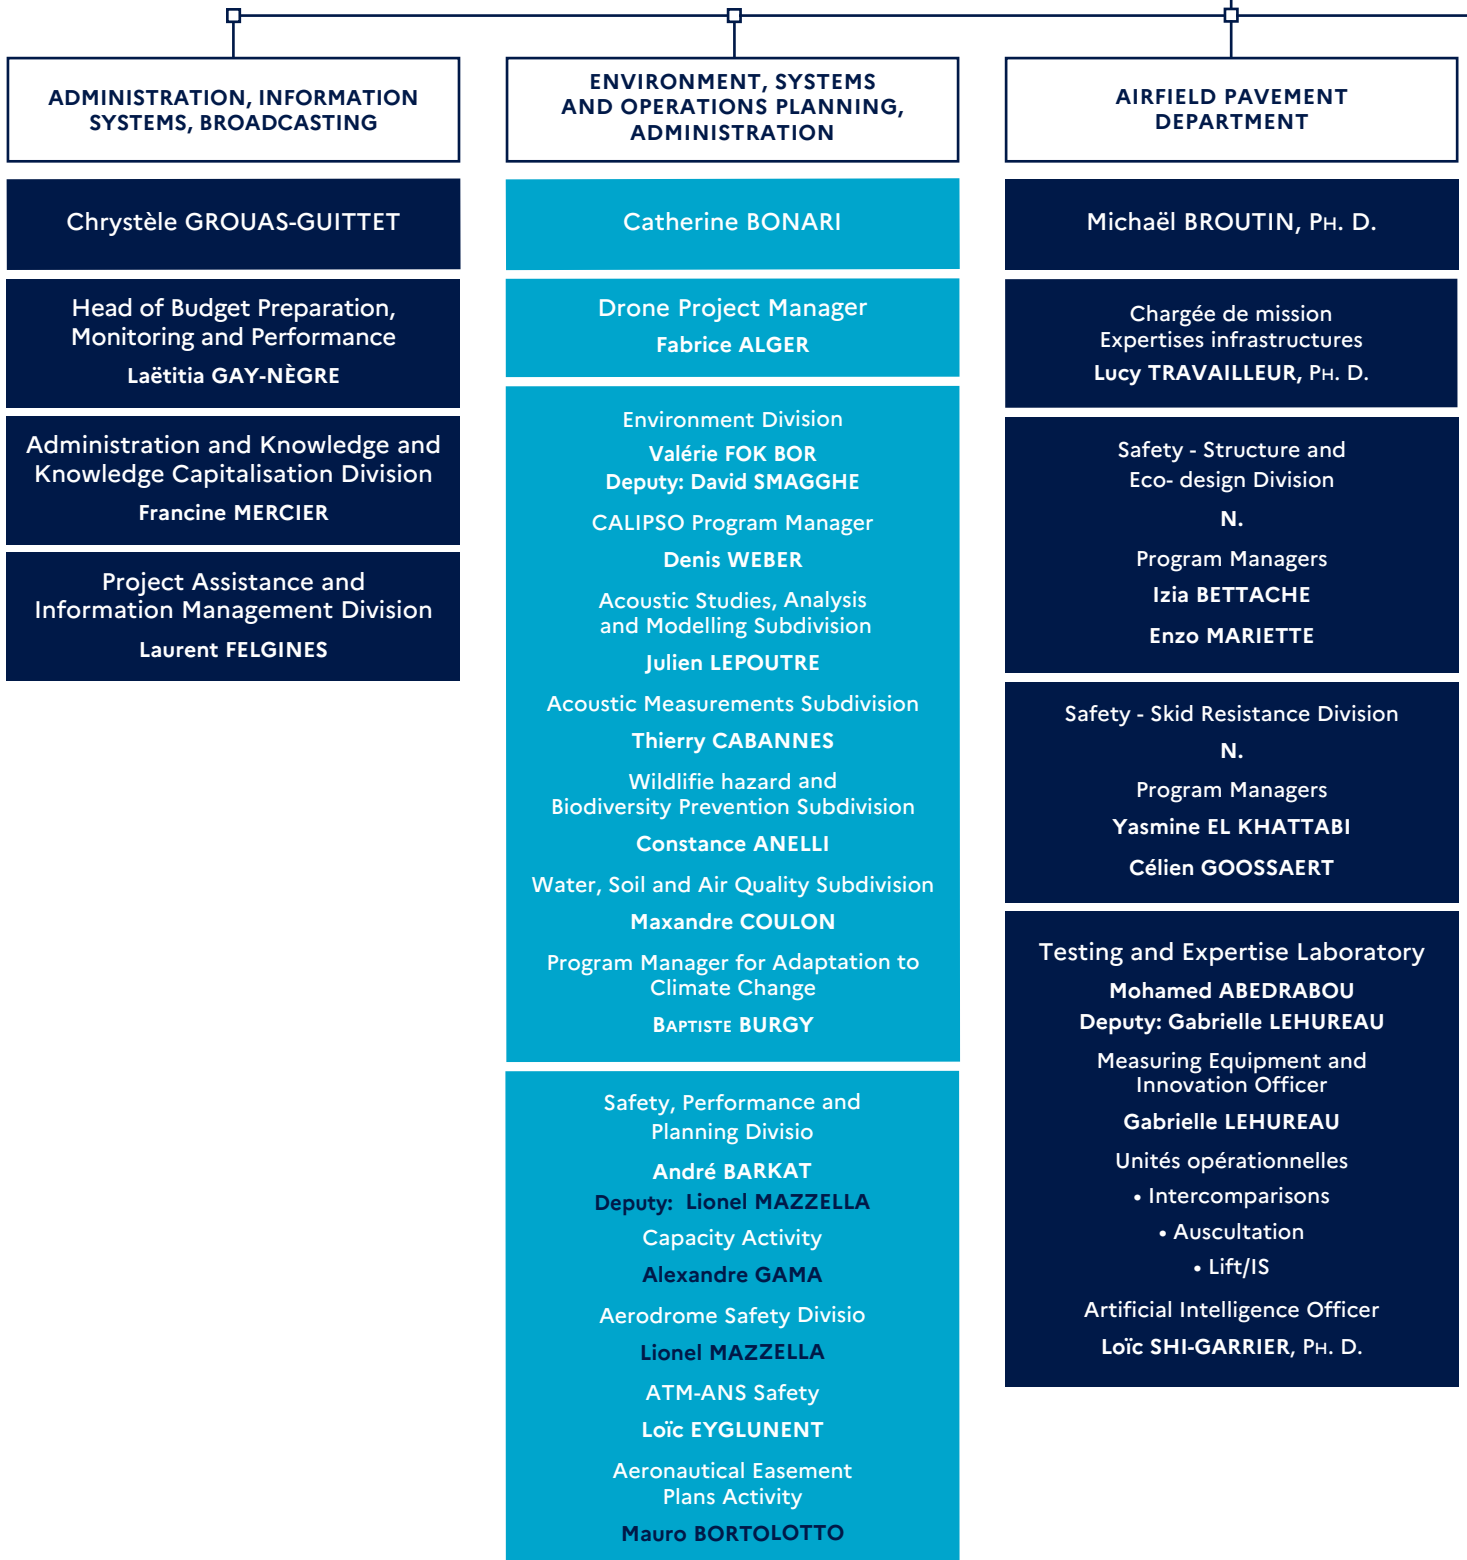 ADMINISTRATION, INFORMATION
SYSTEMS, BROADCASTING
Chrystèle GROUAS-GUITTET
Head of Budget Preparation,
Monitoring and Performance
Laëtitia GAY-NÈGRE
Administration and Knowledge and
Knowledge Capitalisation Division
Francine MERCIER
Project Assistance and
Information Management Division
Laurent FELGINES
ENVIRONMENT, SYSTEMS
AND OPERATIONS PLANNING,
ADMINISTRATION
Catherine BONARI
Drone Project Manager
Fabrice ALGER
Environment Division
Valérie FOK BOR
Deputy: David SMAGGHE
CALIPSO Program Manager
Denis WEBER
Acoustic Studies, Analysis
and Modelling Subdivision
Julien LEPOUTRE
Acoustic Measurements Subdivision
Thierry CABANNES
Wildlifie hazard and
Biodiversity Prevention Subdivision
Constance ANELLI
Water, Soil and Air Quality Subdivision
Maxandre COULON
Program Manager for Adaptation to
Climate Change
BAPTISTE BURGY
Safety, Performance and
Planning Divisio
André BARKAT
Deputy: Lionel MAZZELLA
Capacity Activity
Alexandre GAMA
Aerodrome Safety Divisio
Lionel MAZZELLA
ATM-ANS Safety
Loïc EYGLUNENT
Aeronautical Easement
Plans Activity
Mauro BORTOLOTTO
AIRFIELD PAVEMENT
DEPARTMENT
Michaël BROUTIN, PH. D.
Chargée de mission
Expertises infrastructures
Lucy TRAVAILLEUR, PH. D.
Safety - Structure and
Eco- design Division
N.
Program Managers
Izia BETTACHE
Enzo MARIETTE
Safety - Skid Resistance Division
N.
Program Managers
Yasmine EL KHATTABI
Célien GOOSSAERT
Testing and Expertise Laboratory
Mohamed ABEDRABOU
Deputy: Gabrielle LEHUREAU
Measuring Equipment and
Innovation Officer
Gabrielle LEHUREAU
Unités opérationnelles
• Intercomparisons
• Auscultation
• Lift/IS
Artificial Intelligence Officer
Loïc SHI-GARRIER, PH. D.